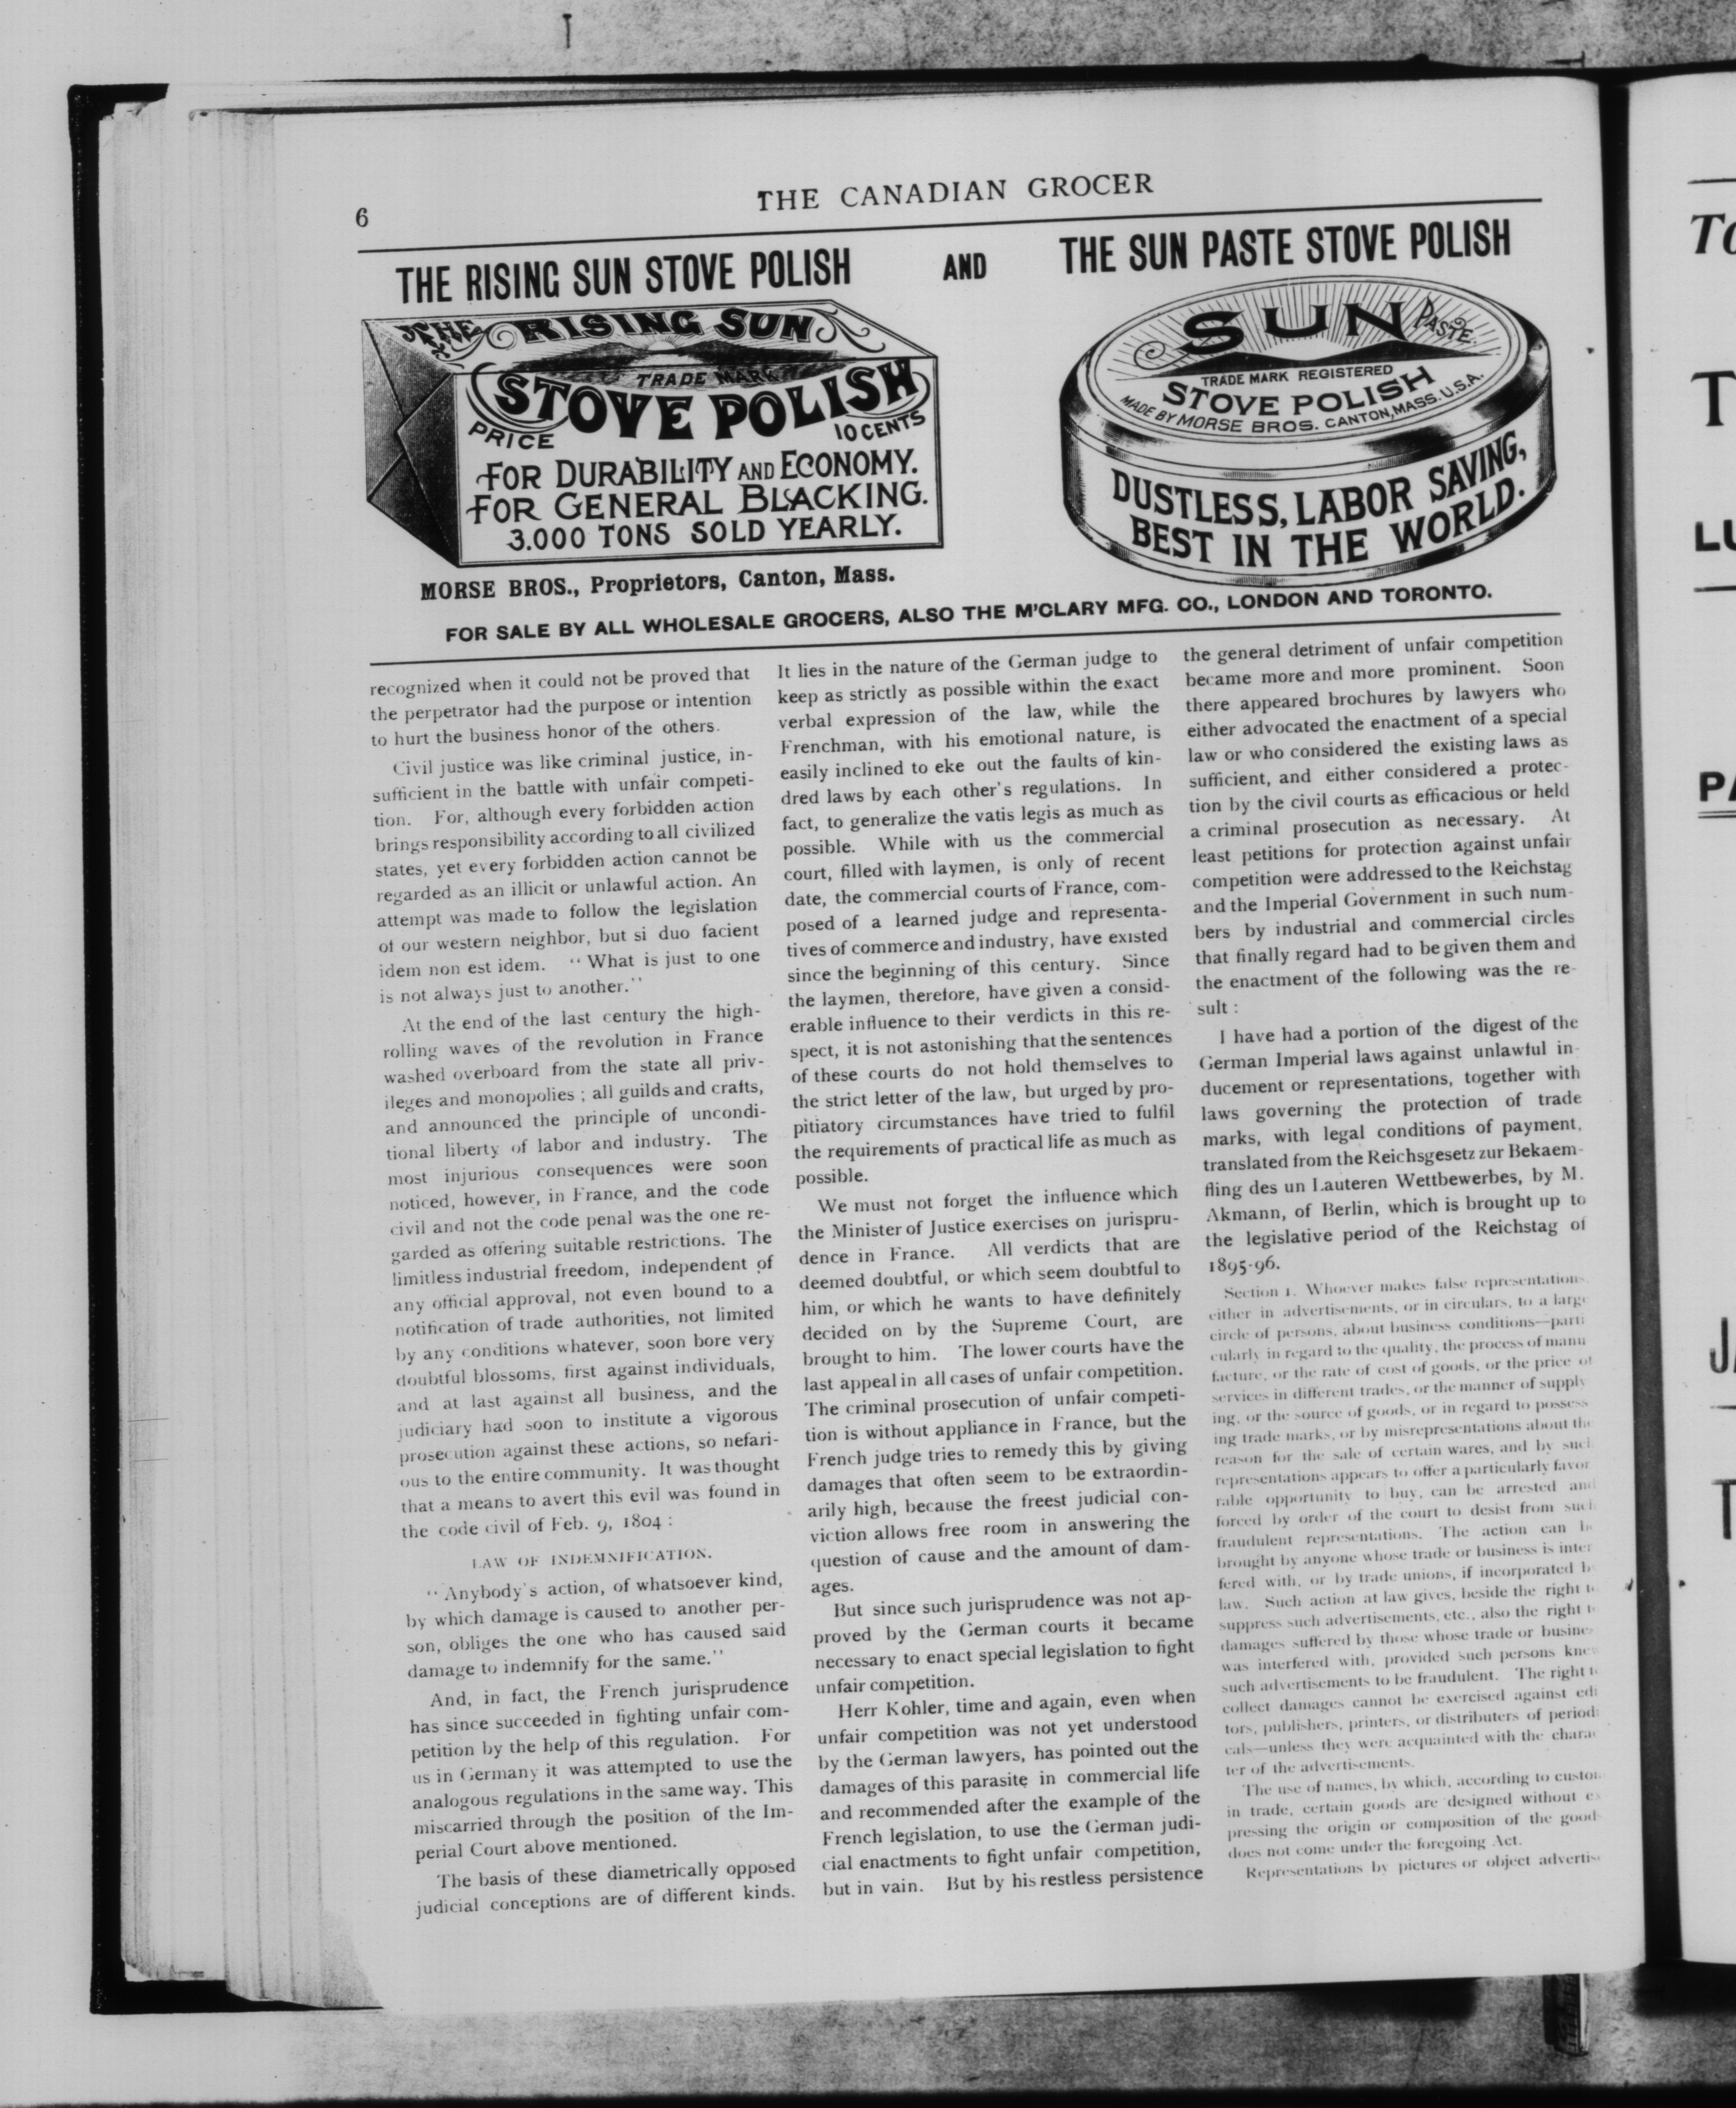 6
THE CANADIAN GROCER
THE RISING SUN STOVE POLISH AND THE SUN PASTE STOVE POLISH
THE RISING SUN
TRADE MARK
STOVE POLISH
PRICE 10 CENTS
FOR DURABILITY AND ECONOMY.
FOR GENERAL BLACKING.
3.000 TONS SOLD YEARLY.
SUN PASTE
TRADE MARK REGISTERED
STOVE POLISH
MADE BY MORSE BROS. CANTON, MASS. U.S.A.
DUSTLESS, LABOR SAVING,
BEST IN THE WORLD.
MORSE BROS., Proprietors, Canton, Mass.
FOR SALE BY ALL WHOLESALE GROCERS, ALSO THE M'CLARY MFG. CO., LONDON AND TORONTO.
recognized when it could not be proved that
the perpetrator had the purpose or intention
to hurt the business honor of the others.
Civil justice was like criminal justice, in-
sufficient in the battle with unfair competi-
tion. For, although every forbidden action
brings responsibility according to all civilized
states, yet every forbidden action cannot be
regarded as an illicit or unlawful action. An
attempt was made to follow the legislation
of our western neighbor, but si duo facient
idem non est idem. "What is just to one
is not always just to another."
At the end of the last century the high-
rolling waves of the revolution in France
washed overboard from the state all priv-
ileges and monopolies ; all guilds and crafts,
and announced the principle of uncondi-
tional liberty of labor and industry. The
most injurious consequences were soon
noticed, however, in France, and the code
civil and not the code penal was the one re-
garded as offering suitable restrictions. The
limitless industrial freedom, independent of
any official approval, not even bound to a
notification of trade authorities, not limited
by any conditions whatever, soon bore very
doubtful blossoms, first against individuals,
and at last against all business, and the
judiciary had soon to institute a vigorous
prosecution against these actions, so nefari-
ous to the entire community. It was thought
that a means to avert this evil was found in
the code civil of Feb. 9, 1804 :
LAW OF INDEMNIFICATION.
"Anybody's action, of whatsoever kind,
by which damage is caused to another per-
son, obliges the one who has caused said
damage to indemnify for the same."
And, in fact, the French jurisprudence
has since succeeded in fighting unfair com-
petition by the help of this regulation. For
us in Germany it was attempted to use the
analogous regulations in the same way. This
miscarried through the position of the Im-
perial Court above mentioned.
The basis of these diametrically opposed
judicial conceptions are of different kinds.
It lies in the nature of the German judge to
keep as strictly as possible within the exact
verbal expression of the law, while the
Frenchman, with his emotional nature, is
easily inclined to eke out the faults of kin-
dred laws by each other's regulations. In
fact, to generalize the vatis legis as much as
possible. While with us the commercial
court, filled with laymen, is only of recent
date, the commercial courts of France, com-
posed of a learned judge and representa-
tives of commerce and industry, have existed
since the beginning of this century. Since
the laymen, therefore, have given a consid-
erable influence to their verdicts in this re-
spect, it is not astonishing that the sentences
of these courts do not hold themselves to
the strict letter of the law, but urged by pro-
pitiatory circumstances have tried to fulfil
the requirements of practical life as much as
possible.
We must not forget the influence which
the Minister of Justice exercises on jurispru-
dence in France. All verdicts that are
deemed doubtful, or which seem doubtful to
him, or which he wants to have definitely
decided on by the Supreme Court, are
brought to him. The lower courts have the
last appeal in all cases of unfair competition.
The criminal prosecution of unfair competi-
tion is without appliance in France, but the
French judge tries to remedy this by giving
damages that often seem to be extraordin-
arily high, because the freest judicial con-
viction allows free room in answering the
question of cause and the amount of dam-
ages.
But since such jurisprudence was not ap-
proved by the German courts it became
necessary to enact special legislation to fight
unfair competition.
Herr Kohler, time and again, even when
unfair competition was not yet understood
by the German lawyers, has pointed out the
damages of this parasite in commercial life
and recommended after the example of the
French legislation, to use the German judi-
cial enactments to fight unfair competition,
but in vain. But by his restless persistence
the general detriment of unfair competition
became more and more prominent. Soon
there appeared brochures by lawyers who
either advocated the enactment of a special
law or who considered the existing laws as
sufficient, and either considered a protec-
tion by the civil courts as efficacious or held
a criminal prosecution as necessary. At
least petitions for protection against unfair
competition were addressed to the Reichstag
and the Imperial Government in such num-
bers by industrial and commercial circles
that finally regard had to be given them and
the enactment of the following was the re-
sult :
I have had a portion of the digest of the
German Imperial laws against unlawful in-
ducement or representations, together with
laws governing the protection of trade
marks, with legal conditions of payment,
translated from the Reichsgesetz zur Bekaem-
fling des un Lauteren Wettbewerbes, by M.
Akmann, of Berlin, which is brought up to
the legislative period of the Reichstag of
1895-96.
Section 1. Whoever makes false representations,
either in advertisements, or in circulars, to a large
circle of persons, about business conditions—parti
cularly in regard to the quality, the process of manu
facture, or the rate of cost of goods, or the price of
services in different trades, or the manner of supply
ing, or the source of goods, or in regard to possess
ing trade marks, or by misrepresentations about the
reason for the sale of certain wares, and by such
representations appears to offer a particularly favor
rable opportunity to buy, can be arrested and
forced by order of the court to desist from such
fraudulent representations. The action can be
brought by anyone whose trade or business is inter
fered with, or by trade unions, if incorporated b
law. Such action at law gives, beside the right t
suppress such advertisements, etc., also the right t
damages suffered by those whose trade or busine
was interfered with, provided such persons knew
such advertisements to be fraudulent. The right t
collect damages cannot be exercised against edi
tors, publishers, printers, or distributers of periodi
cals—unless they were acquainted with the charac
ter of the advertisements.
The use of names, by which, according to custom
in trade, certain goods are designed without ex
pressing the origin or composition of the good
does not come under the foregoing Act.
Representations by pictures or object advertis
To
T
LU
PA
JA
T